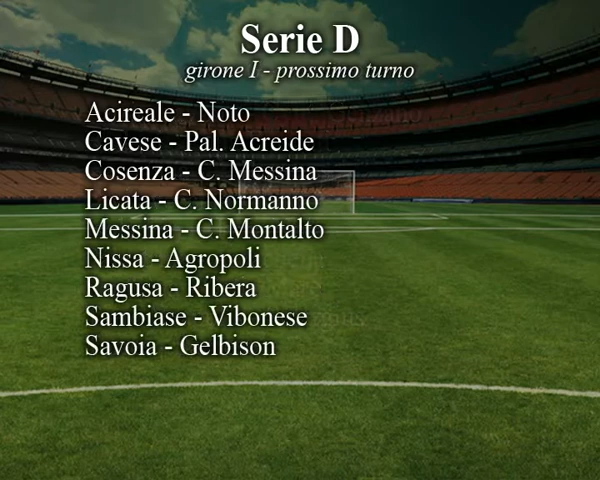 Serie D
girone I - prossimo turno
Acireale - Noto
Cavese - Pal. Acreide
Cosenza - C. Messina
Licata - C. Normanno
Messina - C. Montalto
Nissa - Agropoli
Ragusa - Ribera
Sambiase - Vibonese
Savoia - Gelbison